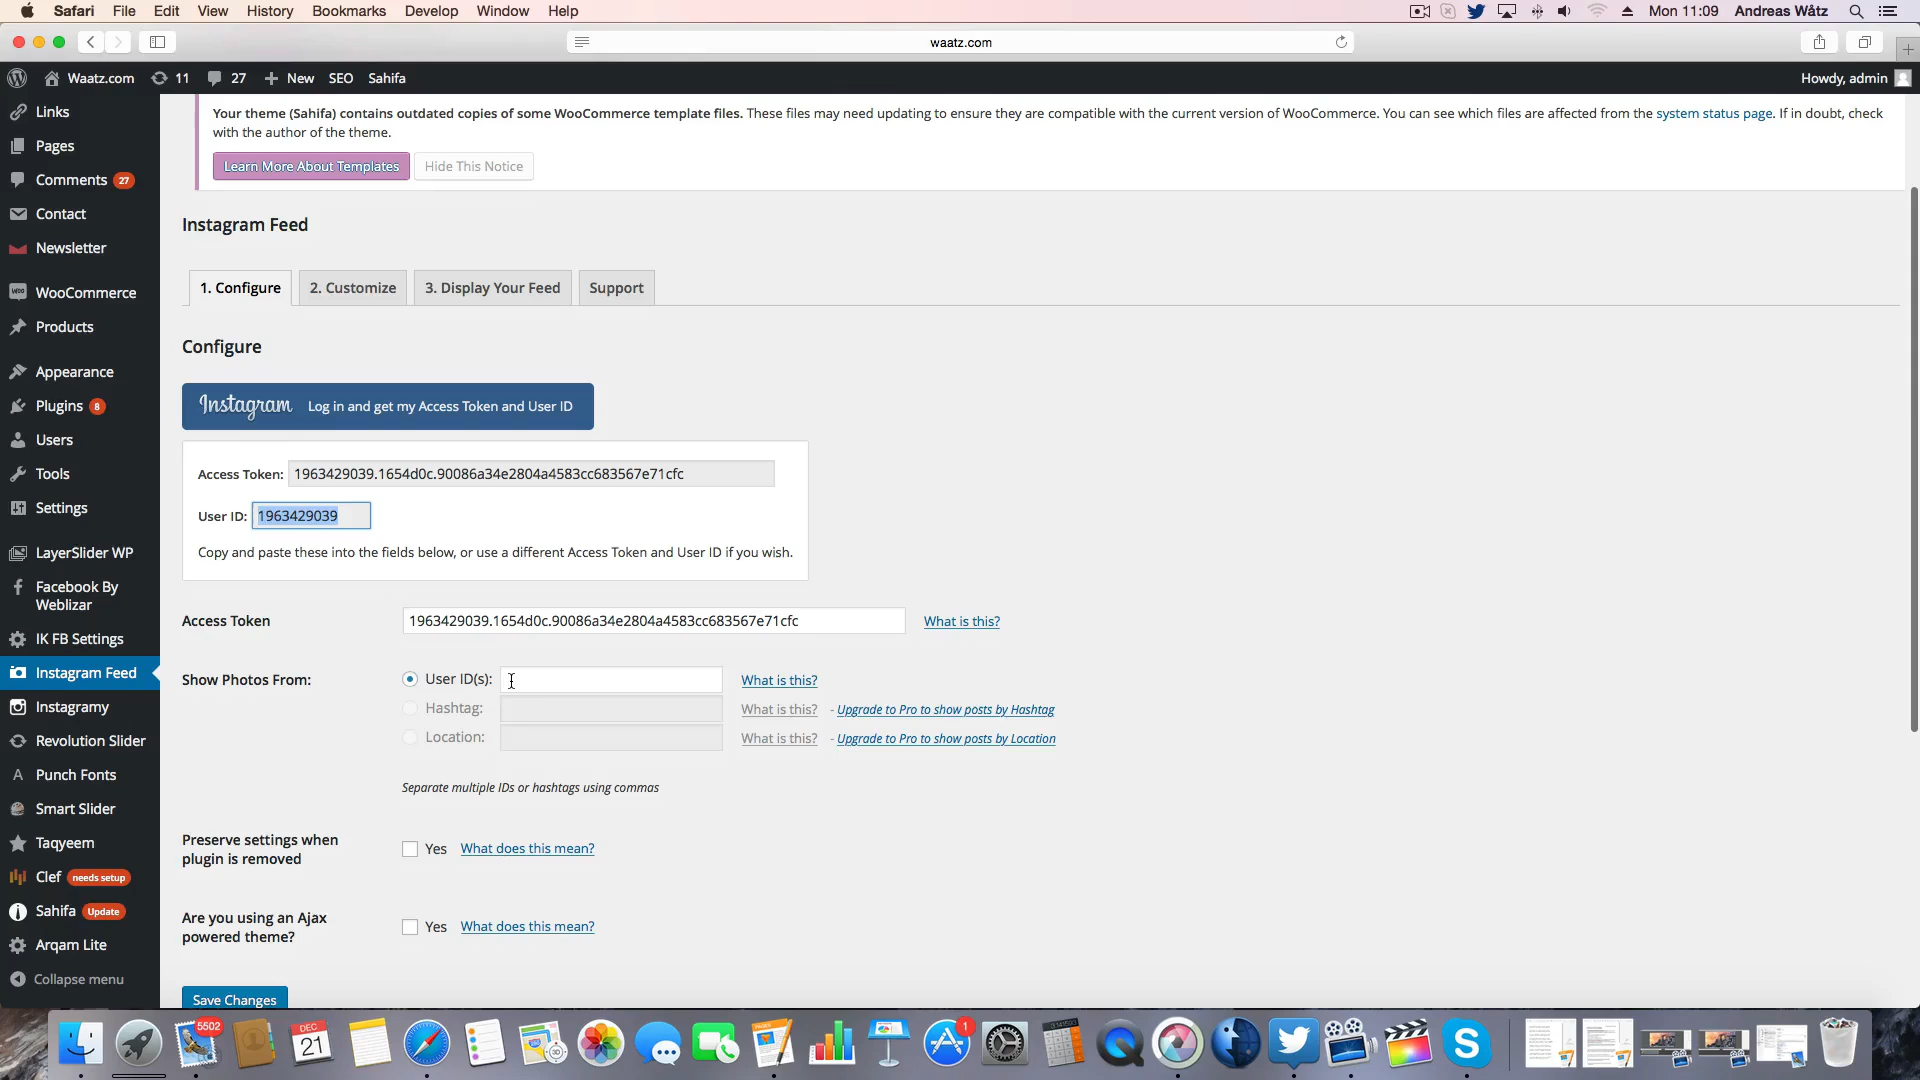 Safari File Edit View History Bookmarks Develop Window Help Mon 11:09 Andreas Wåtz
waatz.com
Waatz.com 11 27 New SEO Sahifa Howdy, admin
Links
Pages
Comments 27
Contact
Newsletter
WooCommerce
Products
Appearance
Plugins 8
Users
Tools
Settings
LayerSlider WP
Facebook By
Weblizar
IK FB Settings
Instagram Feed
Instagramy
Revolution Slider
Punch Fonts
Smart Slider
Taqyeem
Clef needs setup
Sahifa Update
Arqam Lite
Collapse menu
Your theme (Sahifa) contains outdated copies of some WooCommerce template files. These files may need updating to ensure they are compatible with the current version of WooCommerce. You can see which files are affected from the system status page. If in doubt, check
with the author of the theme.
Learn More About Templates Hide This Notice
Instagram Feed
1. Configure 2. Customize 3. Display Your Feed Support
Configure
Instagram Log in and get my Access Token and User ID
Access Token: 1963429039.1654d0c.90086a34e2804a4583cc683567e71cfc
User ID: 1963429039
Copy and paste these into the fields below, or use a different Access Token and User ID if you wish.
Access Token 1963429039.1654d0c.90086a34e2804a4583cc683567e71cfc What is this?
Show Photos From: User ID(s): What is this?
Hashtag: What is this? - Upgrade to Pro to show posts by Hashtag
Location: What is this? - Upgrade to Pro to show posts by Location
Separate multiple IDs or hashtags using commas
Preserve settings when
plugin is removed
Yes What does this mean?
Are you using an Ajax
powered theme?
Yes What does this mean?
Save Changes
5502
DEC
21
1